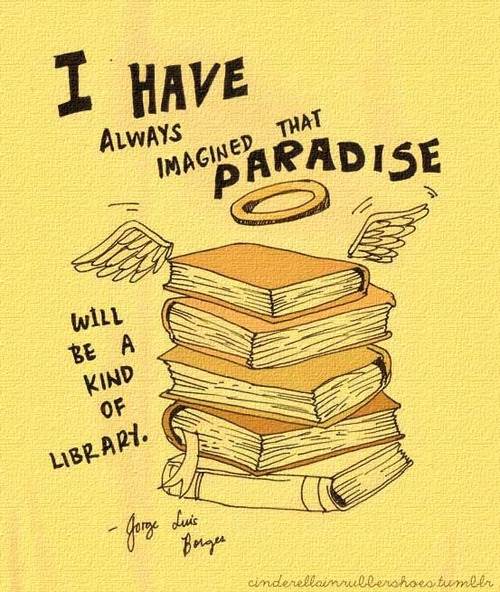 I HAVE
ALWAYS
IMAGINED THAT
PARADISE
WILL
BE A
KIND
OF
LIBRARY.
- Jorge Luis
Borges
cinderellainrubbershoes.tumblr